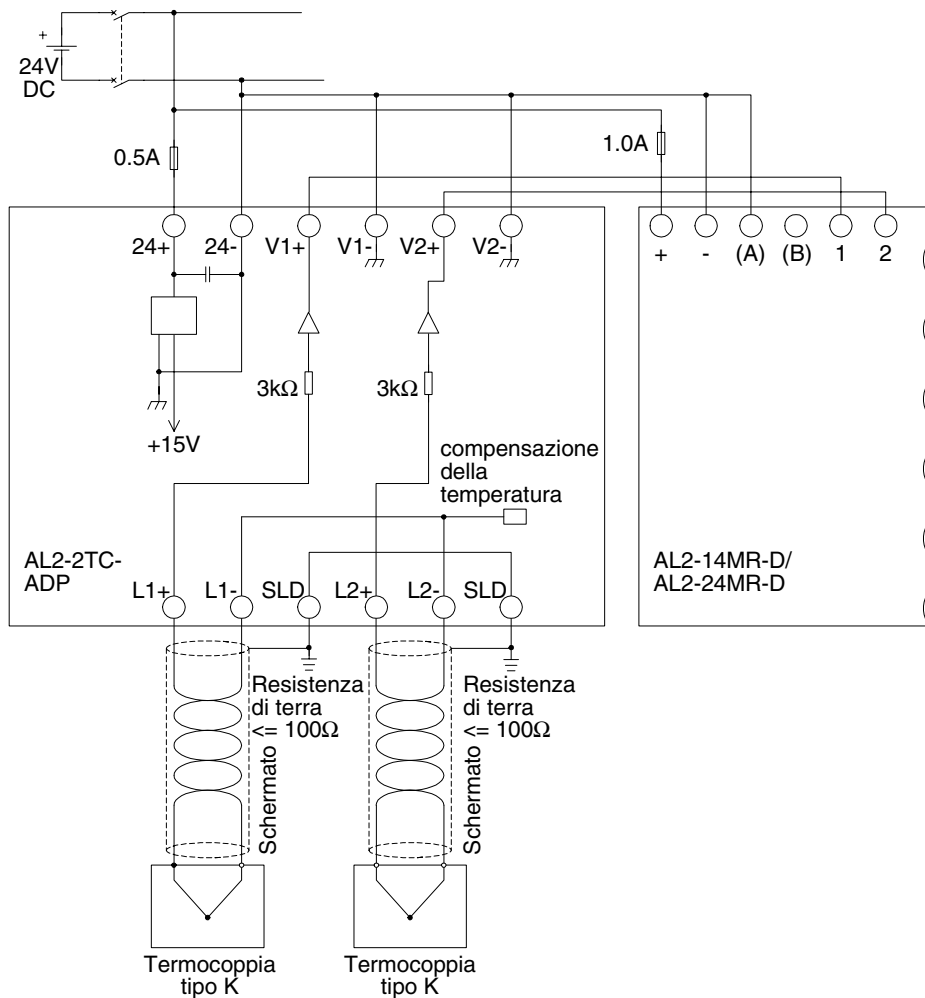 +
24V
DC
0.5A
1.0A
24+ 24- V1+ V1- V2+ V2-
+ - (A) (B) 1 2
3kΩ 3kΩ
+15V
compensazione
della
temperatura
AL2-2TC-
ADP
AL2-14MR-D/
AL2-24MR-D
L1+ L1- SLD L2+ L2- SLD
Resistenza
di terra
<= 100Ω
Schermato
Resistenza
di terra
<= 100Ω
Schermato
Termocoppia
tipo K
Termocoppia
tipo K